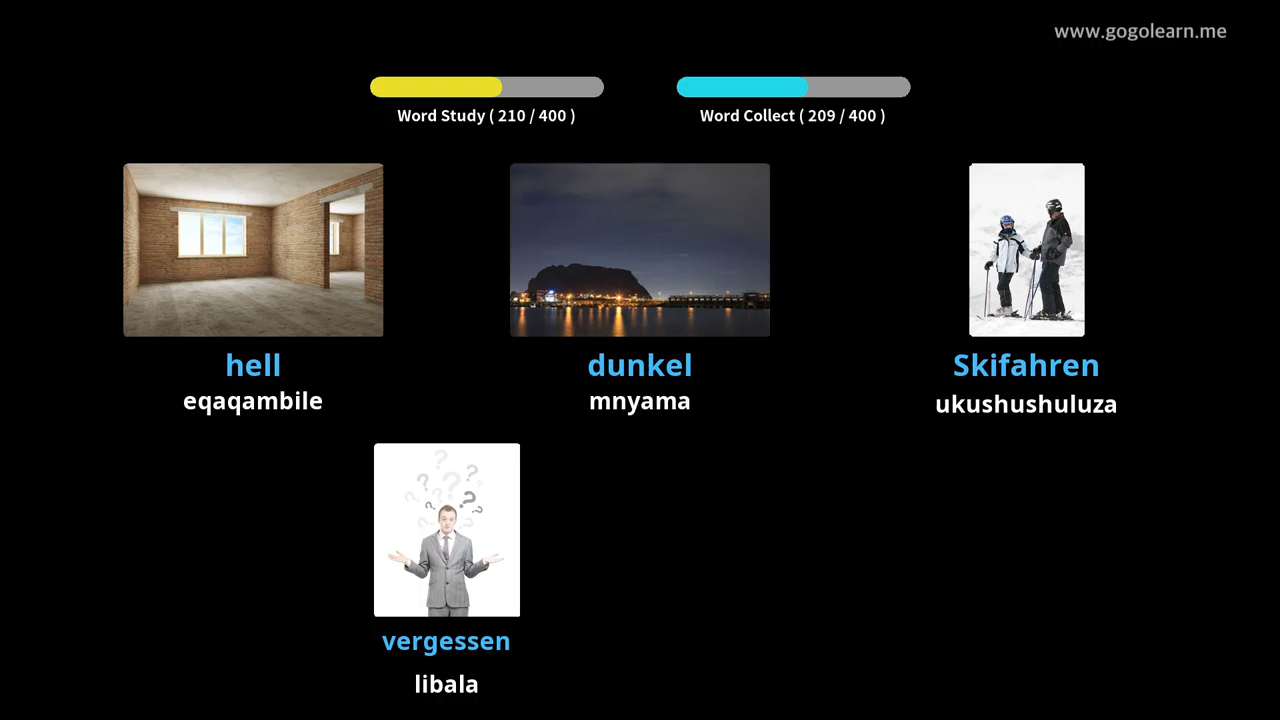 www.gogolearn.me
Word Study ( 210 / 400 )
Word Collect ( 209 / 400 )
hell
eqaqambile
dunkel
mnyama
Skifahren
ukushushuluza
vergessen
libala